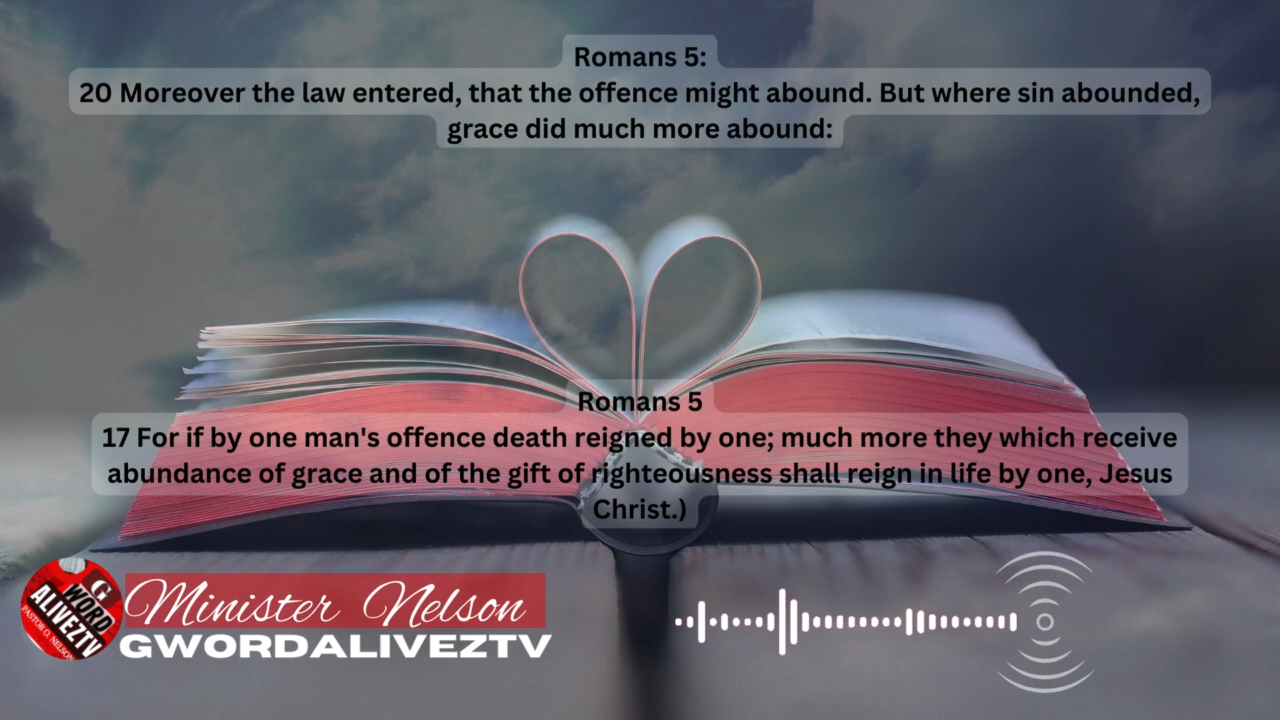 Romans 5:
20 Moreover the law entered, that the offence might abound. But where sin abounded,
grace did much more abound:
Romans 5
17 For if by one man's offence death reigned by one; much more they which receive
abundance of grace and of the gift of righteousness shall reign in life by one, Jesus
Christ.)
G
WORD
ALIVEZTV
PASTOR O. NELSON
Minister Nelson
GWORDALIVEZTV